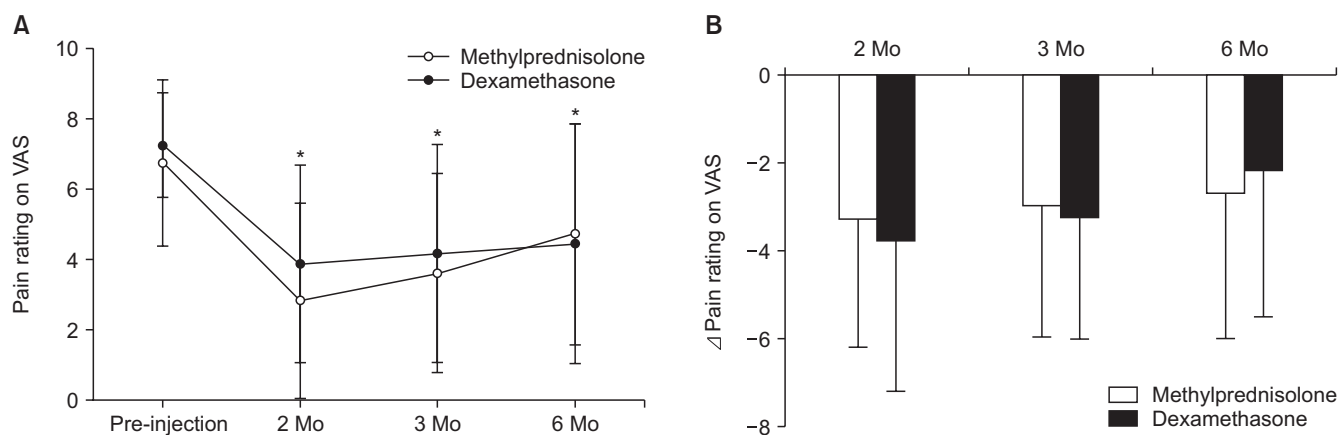 A
Pain rating on VAS
10
8
6
4
2
0
Methylprednisolone
Dexamethasone
*
*
*
Pre-injection 2 Mo 3 Mo 6 Mo
B
2 Mo 3 Mo 6 Mo
⊿ Pain rating on VAS
0
−2
−4
−6
−8
Methylprednisolone
Dexamethasone